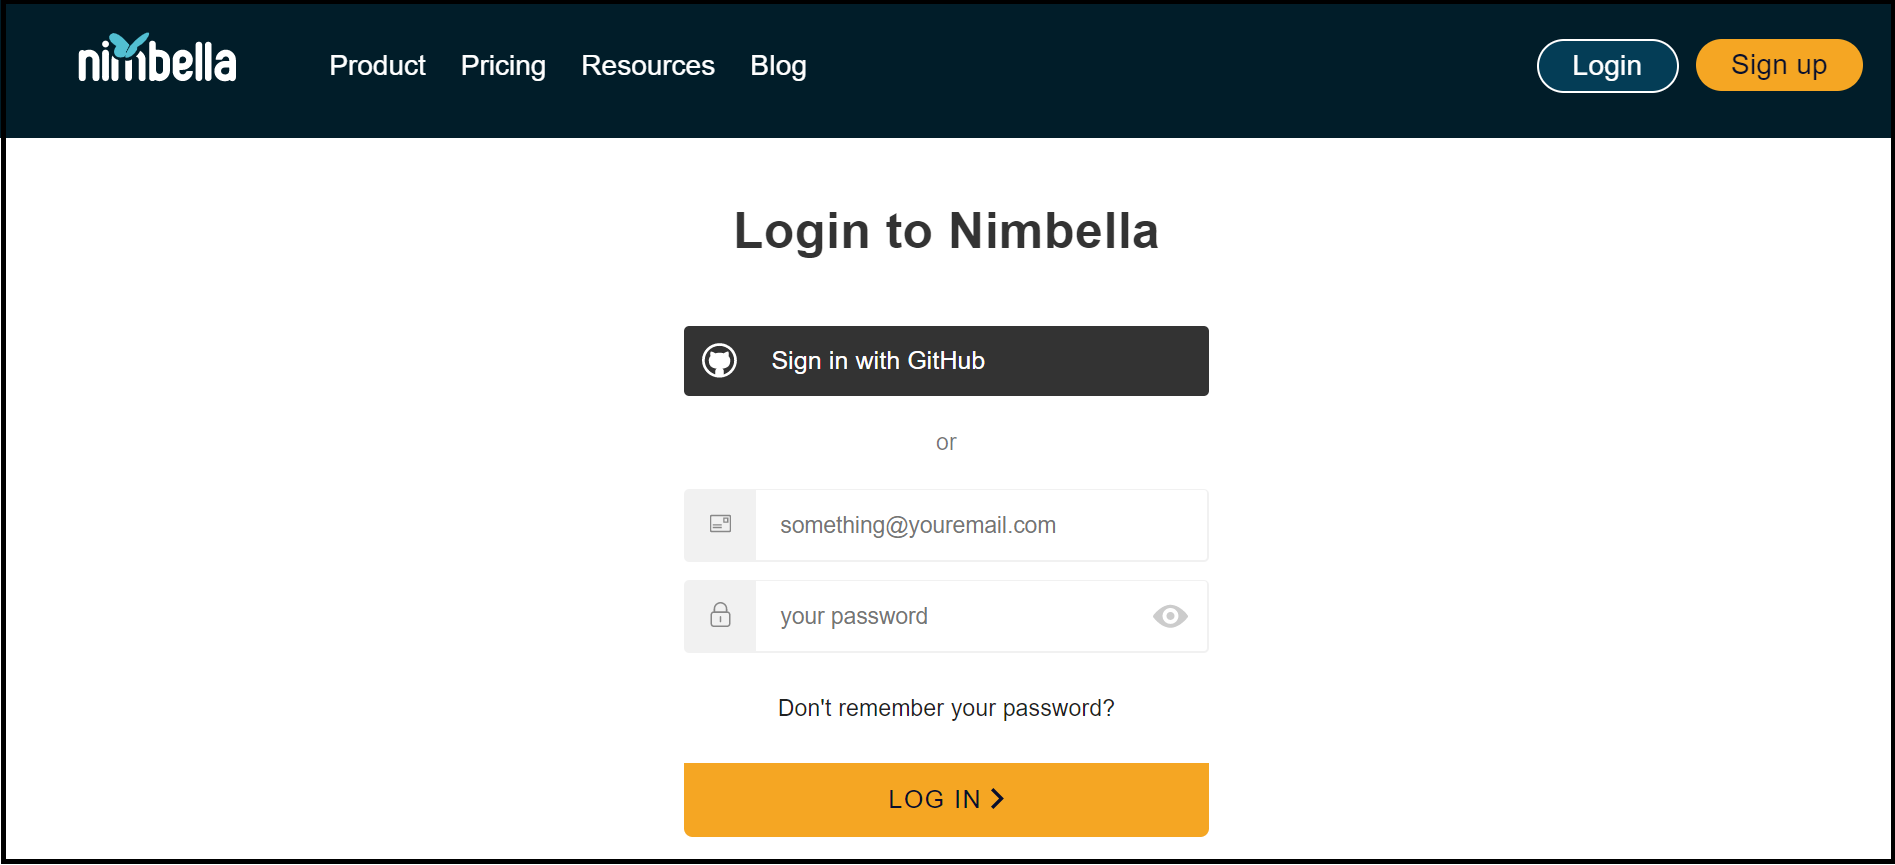 nimbella Product Pricing Resources Blog Login Sign up
Login to Nimbella
Sign in with GitHub
or
something@youremail.com
your password
Don't remember your password?
LOG IN